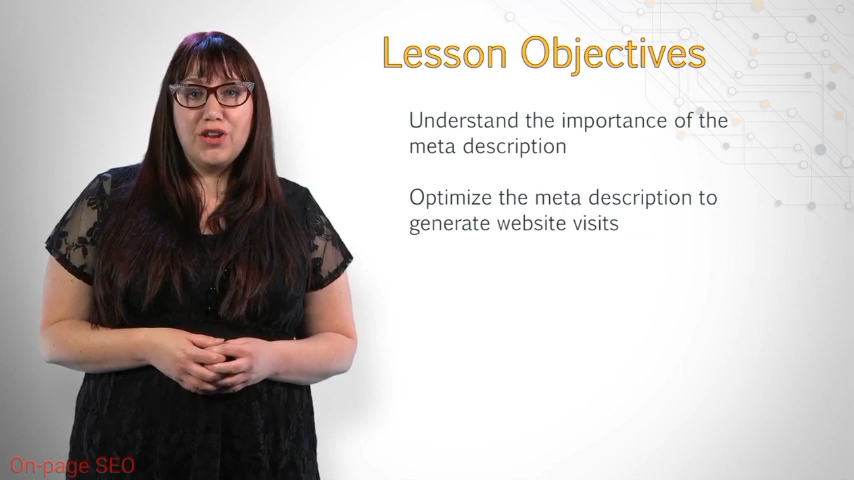 Lesson Objectives
Understand the importance of the
meta description
Optimize the meta description to
generate website visits
On-page SEO